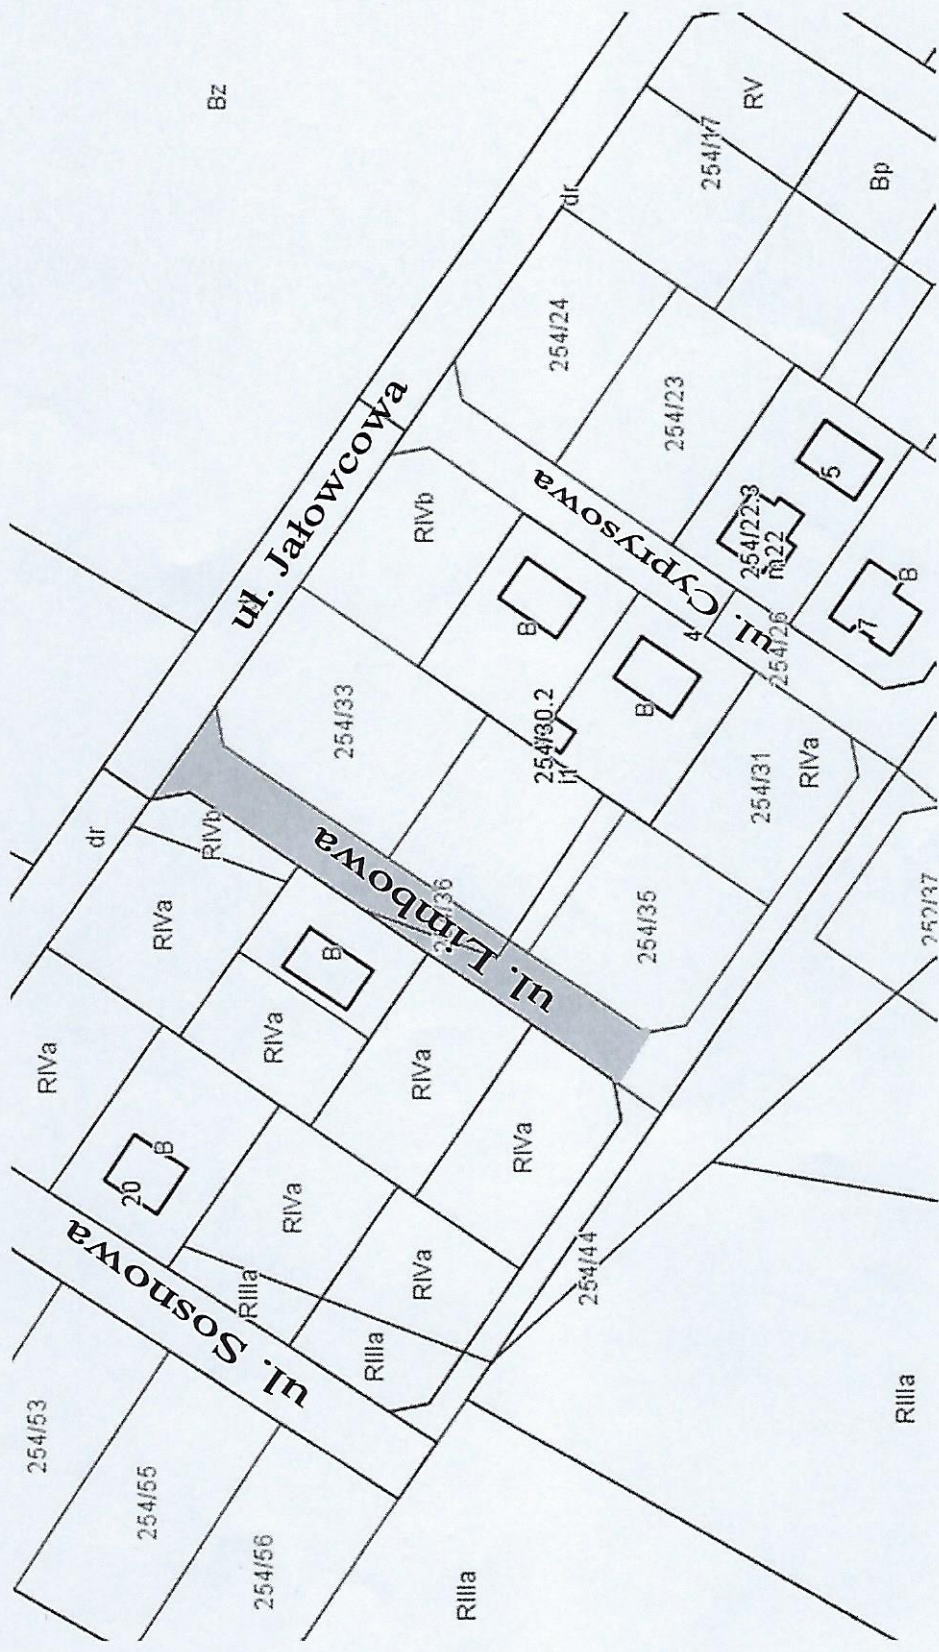 Bz
RV
254/17
Bp
dr
254/24
254/23
ul. Jałowcowa
RIVb
ul. Cyprysowa
5
254/22.3
m22
7
B
254/26
B
4
B
254/33
254/30.2
i1
254/31
RIVa
dr
RIVb
RIVa
ul. Limbowa
254/35
252/37
B
RIVa
RIVa
RIVa
RIVa
20
B
RIVa
RIIIa
RIVa
RIIIa
254/44
ul. Sosnowa
254/53
254/55
254/56
RIIIa
RIIIa